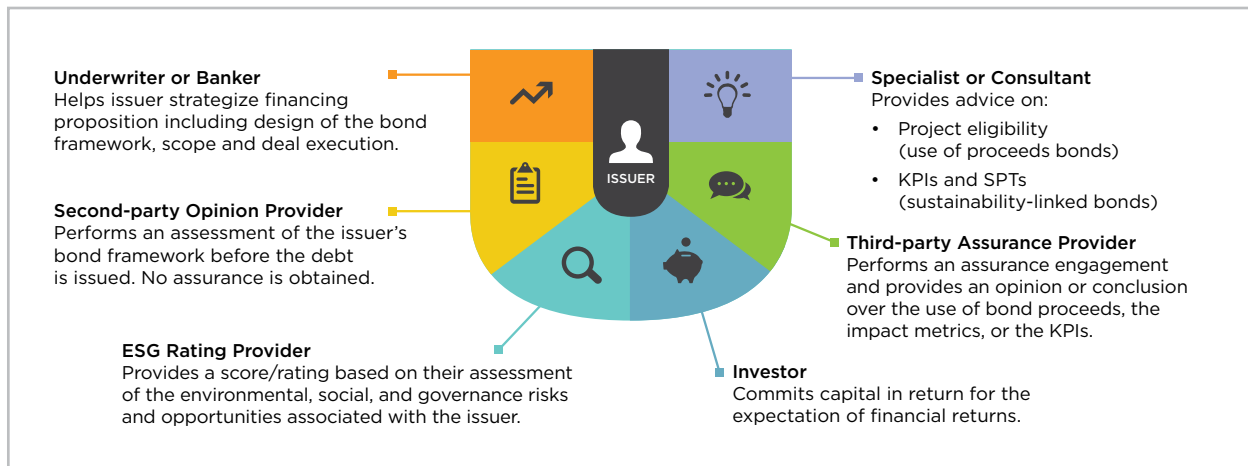 Underwriter or Banker
Helps issuer strategize financing
proposition including design of the bond
framework, scope and deal execution.
Second-party Opinion Provider
Performs an assessment of the issuer's
bond framework before the debt
is issued. No assurance is obtained.
ESG Rating Provider
Provides a score/rating based on their assessment
of the environmental, social, and governance risks
and opportunities associated with the issuer.
ISSUER
Specialist or Consultant
Provides advice on:
• Project eligibility
(use of proceeds bonds)
• KPIs and SPTs
(sustainability-linked bonds)
Third-party Assurance Provider
Performs an assurance engagement
and provides an opinion or conclusion
over the use of bond proceeds, the
impact metrics, or the KPIs.
Investor
Commits capital in return for the
expectation of financial returns.